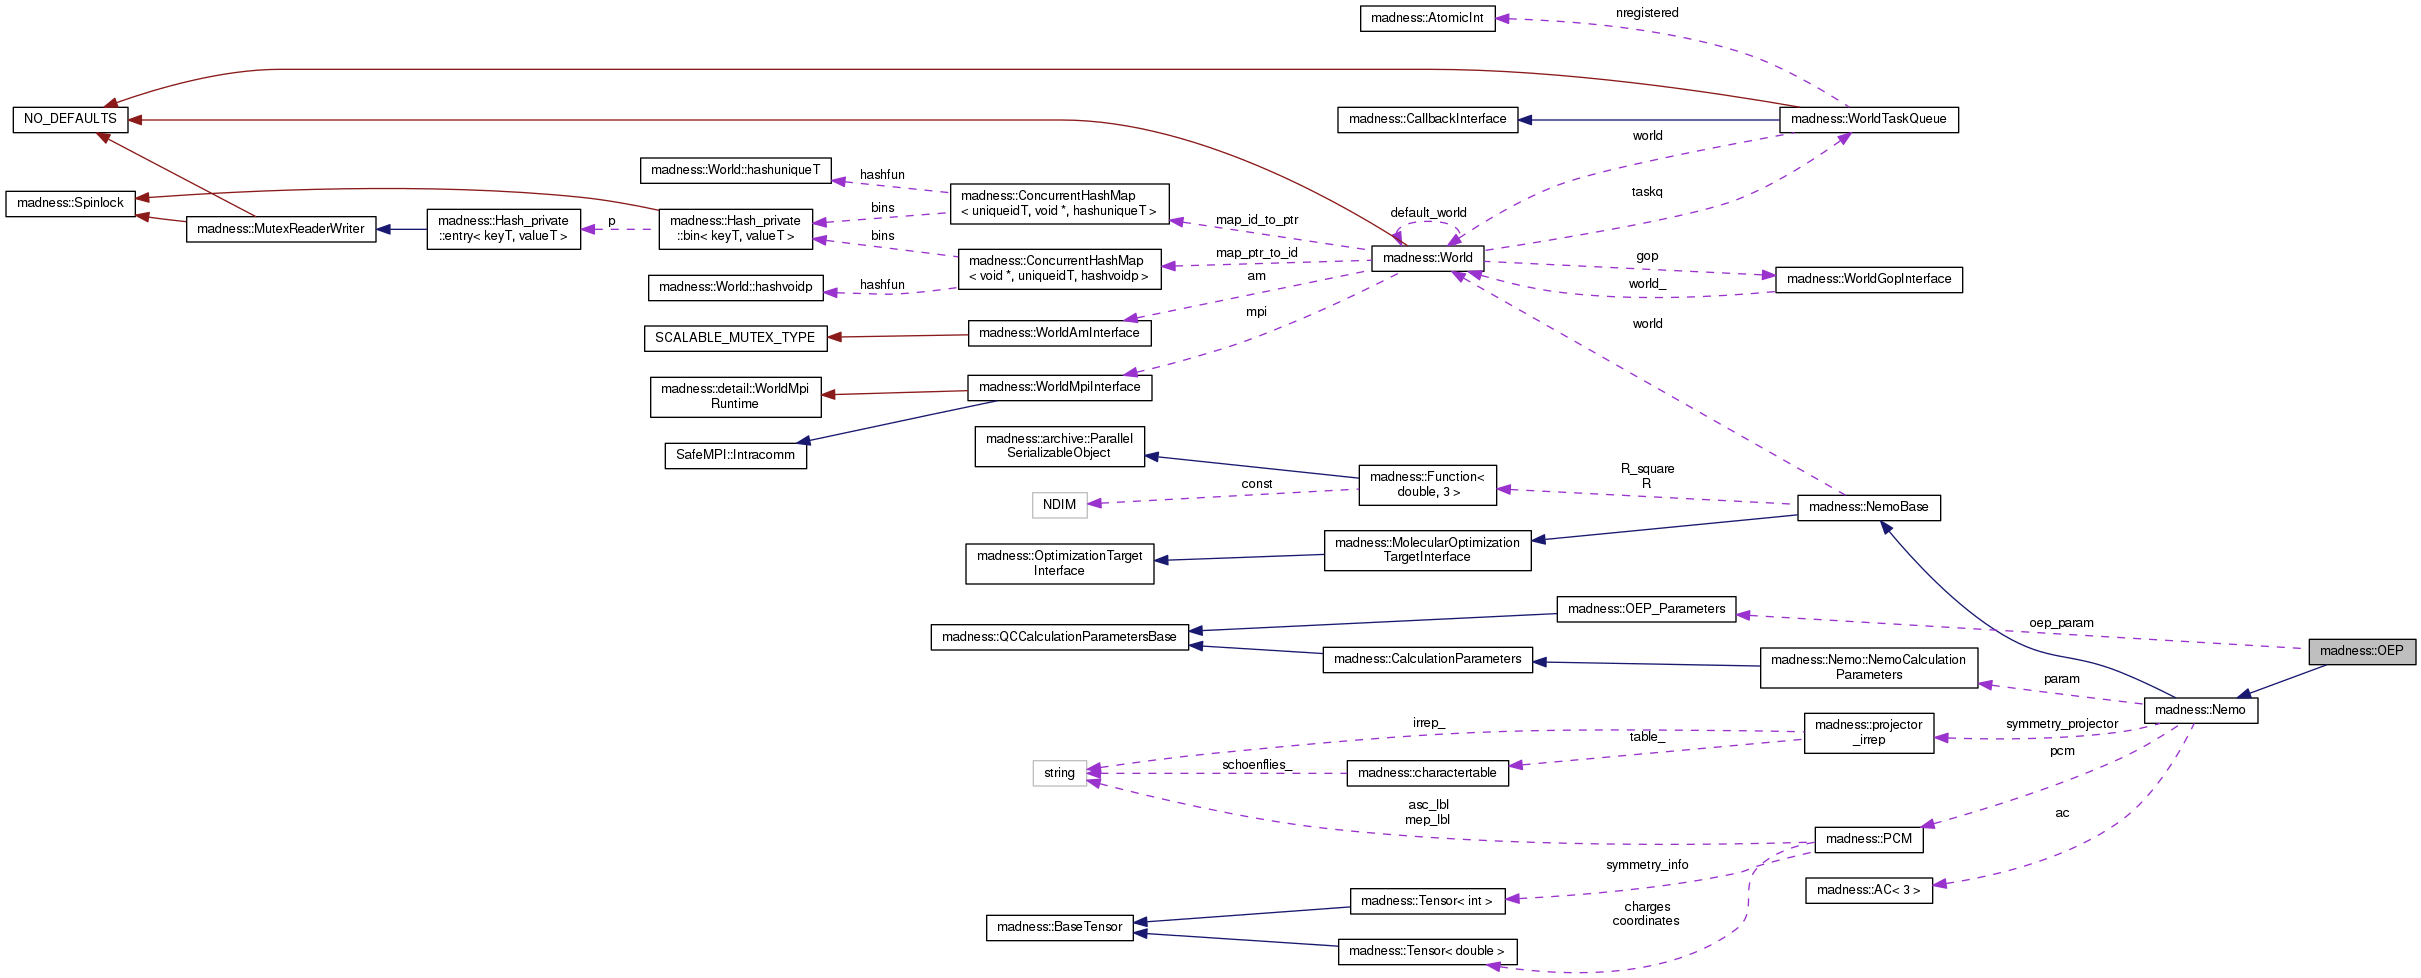 madness::AtomicInt
nregistered
NO_DEFAULTS
madness::CallbackInterface
madness::WorldTaskQueue
world
madness::World::hashuniqueT
hashfun
taskq
madness::Spinlock
madness::MutexReaderWriter
madness::Hash_private
::entry< keyT, valueT >
p
madness::Hash_private
::bin< keyT, valueT >
bins
bins
madness::ConcurrentHashMap
< uniqueidT, void *, hashuniqueT >
map_id_to_ptr
default_world
madness::World
map_ptr_to_id
madness::ConcurrentHashMap
< void *, uniqueidT, hashvoidp >
gop
madness::WorldGopInterface
world_
madness::World::hashvoidp
hashfun
am
mpi
world
SCALABLE_MUTEX_TYPE
madness::WorldAmInterface
madness::detail::WorldMpi
Runtime
madness::WorldMpiInterface
SafeMPI::Intracomm
madness::archive::Parallel
SerializableObject
madness::Function<
double, 3 >
const
NDIM
R_square
R
madness::NemoBase
madness::OptimizationTarget
Interface
madness::MolecularOptimization
TargetInterface
madness::OEP_Parameters
oep_param
madness::QCCalculationParametersBase
madness::CalculationParameters
madness::Nemo::NemoCalculation
Parameters
param
madness::OEP
madness::Nemo
irrep_
table_
madness::projector
_irrep
symmetry_projector
pcm
string
schoenflies_
madness::charactertable
asc_lbl
mep_lbl
ac
madness::PCM
symmetry_info
madness::AC< 3 >
madness::Tensor< int >
charges
coordinates
madness::BaseTensor
madness::Tensor< double >